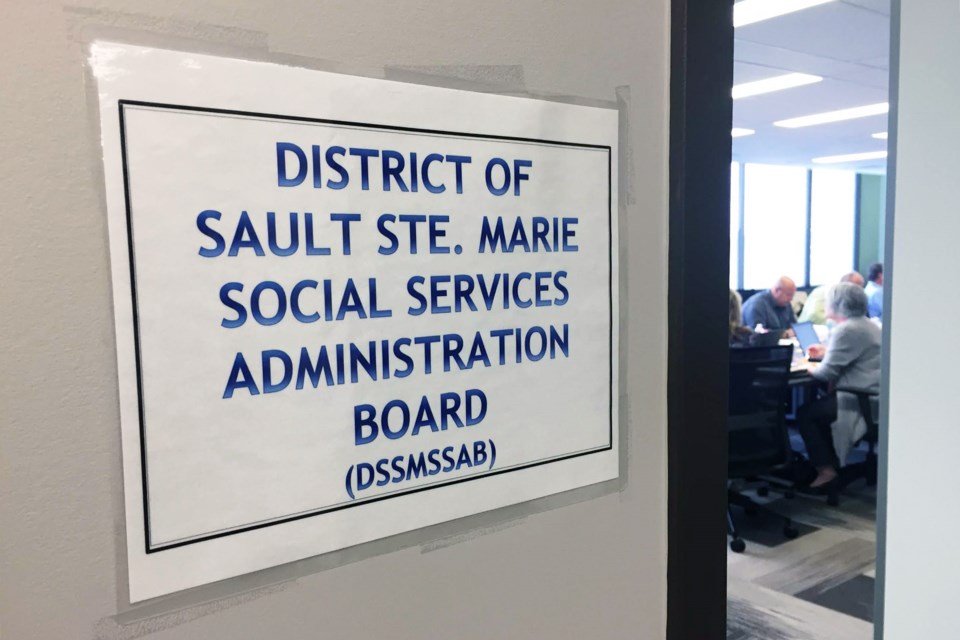 DISTRICT OF
SAULT STE. MARIE
SOCIAL SERVICES
ADMINISTRATION
BOARD
(DSSMSSAB)